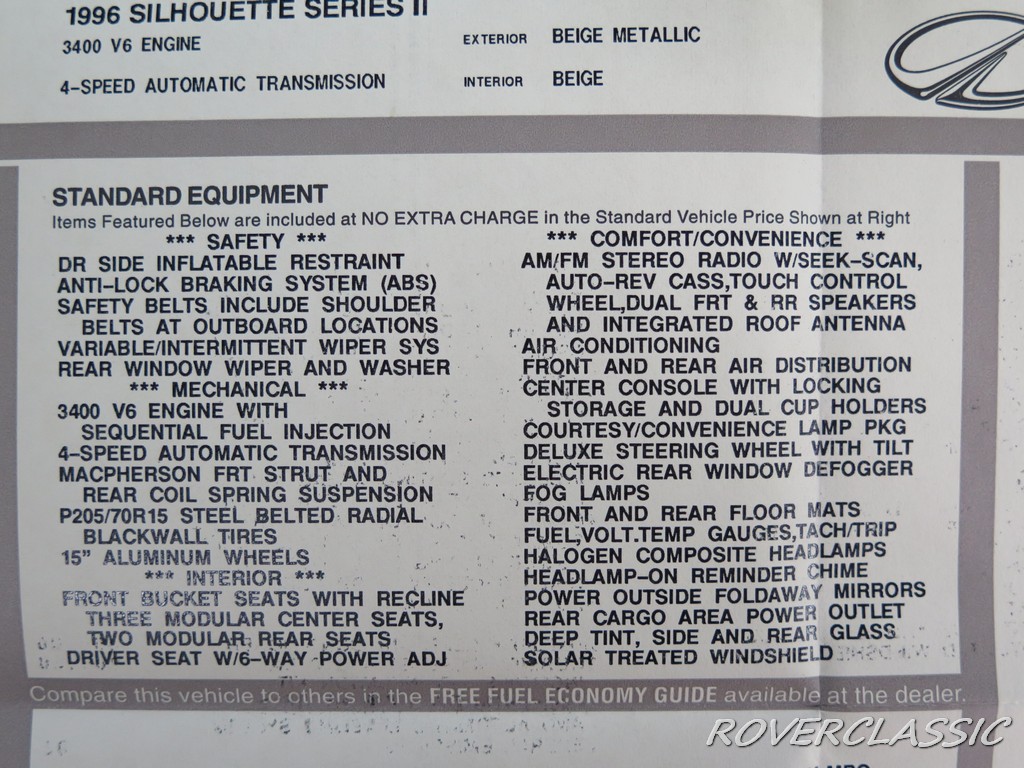 1996 SILHOUETTE SERIES II
3400 V6 ENGINE
EXTERIOR BEIGE METALLIC
4-SPEED AUTOMATIC TRANSMISSION
INTERIOR BEIGE
STANDARD EQUIPMENT
Items Featured Below are included at NO EXTRA CHARGE in the Standard Vehicle Price Shown at Right
*** SAFETY ***
DR SIDE INFLATABLE RESTRAINT
ANTI-LOCK BRAKING SYSTEM (ABS)
SAFETY BELTS INCLUDE SHOULDER
BELTS AT OUTBOARD LOCATIONS
VARIABLE/INTERMITTENT WIPER SYS
REAR WINDOW WIPER AND WASHER
*** MECHANICAL ***
3400 V6 ENGINE WITH
SEQUENTIAL FUEL INJECTION
4-SPEED AUTOMATIC TRANSMISSION
MACPHERSON FRT STRUT AND
REAR COIL SPRING SUSPENSION
P205/70R15 STEEL BELTED RADIAL
BLACKWALL TIRES
15" ALUMINUM WHEELS
*** INTERIOR ***
FRONT BUCKET SEATS WITH RECLINE
THREE MODULAR CENTER SEATS,
TWO MODULAR REAR SEATS
DRIVER SEAT W/6-WAY POWER ADJ
*** COMFORT/CONVENIENCE ***
AM/FM STEREO RADIO W/SEEK-SCAN,
AUTO-REV CASS,TOUCH CONTROL
WHEEL,DUAL FRT & RR SPEAKERS
AND INTEGRATED ROOF ANTENNA
AIR CONDITIONING
FRONT AND REAR AIR DISTRIBUTION
CENTER CONSOLE WITH LOCKING
STORAGE AND DUAL CUP HOLDERS
COURTESY/CONVENIENCE LAMP PKG
DELUXE STEERING WHEEL WITH TILT
ELECTRIC REAR WINDOW DEFOGGER
FOG LAMPS
FRONT AND REAR FLOOR MATS
FUEL,VOLT.TEMP GAUGES,TACH/TRIP
HALOGEN COMPOSITE HEADLAMPS
HEADLAMP-ON REMINDER CHIME
POWER OUTSIDE FOLDAWAY MIRRORS
REAR CARGO AREA POWER OUTLET
DEEP TINT, SIDE AND REAR GLASS
SOLAR TREATED WINDSHIELD
Compare this vehicle to others in the FREE FUEL ECONOMY GUIDE available at the dealer.
ROVERCLASSIC